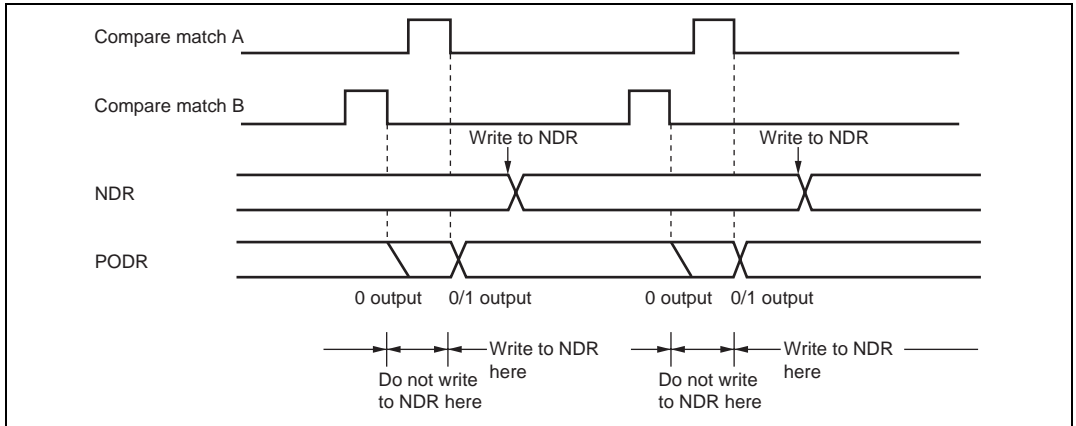 Compare match A
Compare match B
Write to NDR Write to NDR
NDR
PODR
0 output 0/1 output 0 output 0/1 output
Write to NDR here Write to NDR here
Do not write to NDR here Do not write to NDR here